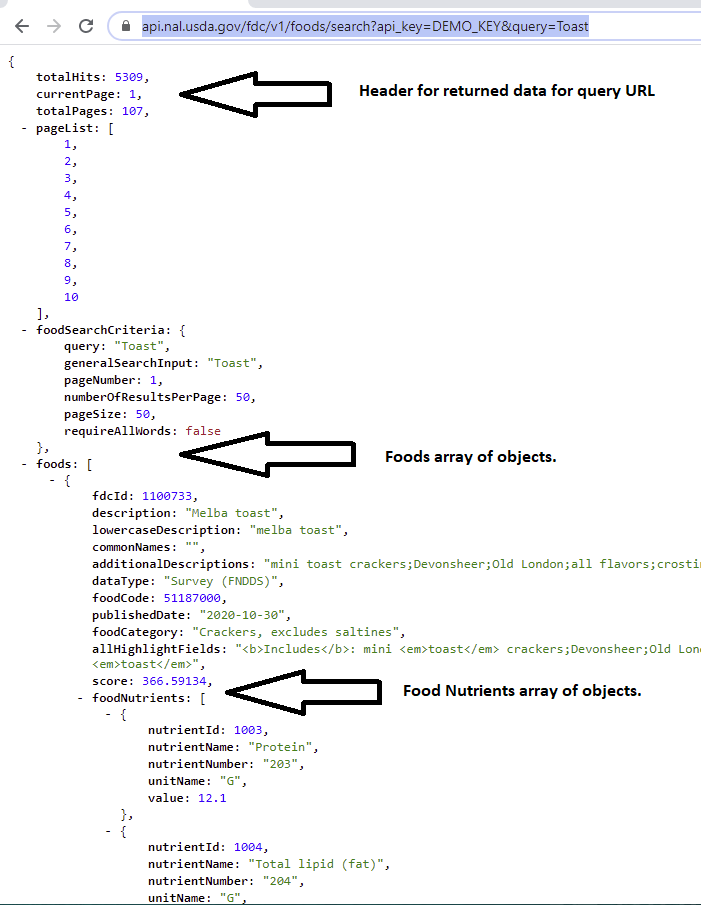 api.nal.usda.gov/fdc/v1/foods/search?api_key=DEMO_KEY&query=Toast
{
totalHits: 5309,
currentPage: 1,
Header for returned data for query URL
totalPages: 107,
- pageList: [
1,
2,
3,
4,
5,
6,
7,
8,
9,
10
],
- foodSearchCriteria: {
query: "Toast",
generalSearchInput: "Toast",
pageNumber: 1,
numberOfResultsPerPage: 50,
pageSize: 50,
requireAllWords: false
},
Foods array of objects.
- foods: [
- {
fdcId: 1100733,
description: "Melba toast",
lowercaseDescription: "melba toast",
commonNames: "",
additionalDescriptions: "mini toast crackers;Devonsheer;Old London;all flavors;crostin
dataType: "Survey (FNDDS)",
foodCode: 51187000,
publishedDate: "2020-10-30",
foodCategory: "Crackers, excludes saltines",
allHighlightFields: "<b>Includes</b>: mini <em>toast</em> crackers;Devonsheer;Old Lon
<em>toast</em>",
score: 366.59134,
- foodNutrients: [
Food Nutrients array of objects.
- {
nutrientId: 1003,
nutrientName: "Protein",
nutrientNumber: "203",
unitName: "G",
value: 12.1
},
- {
nutrientId: 1004,
nutrientName: "Total lipid (fat)",
nutrientNumber: "204",
unitName: "G",